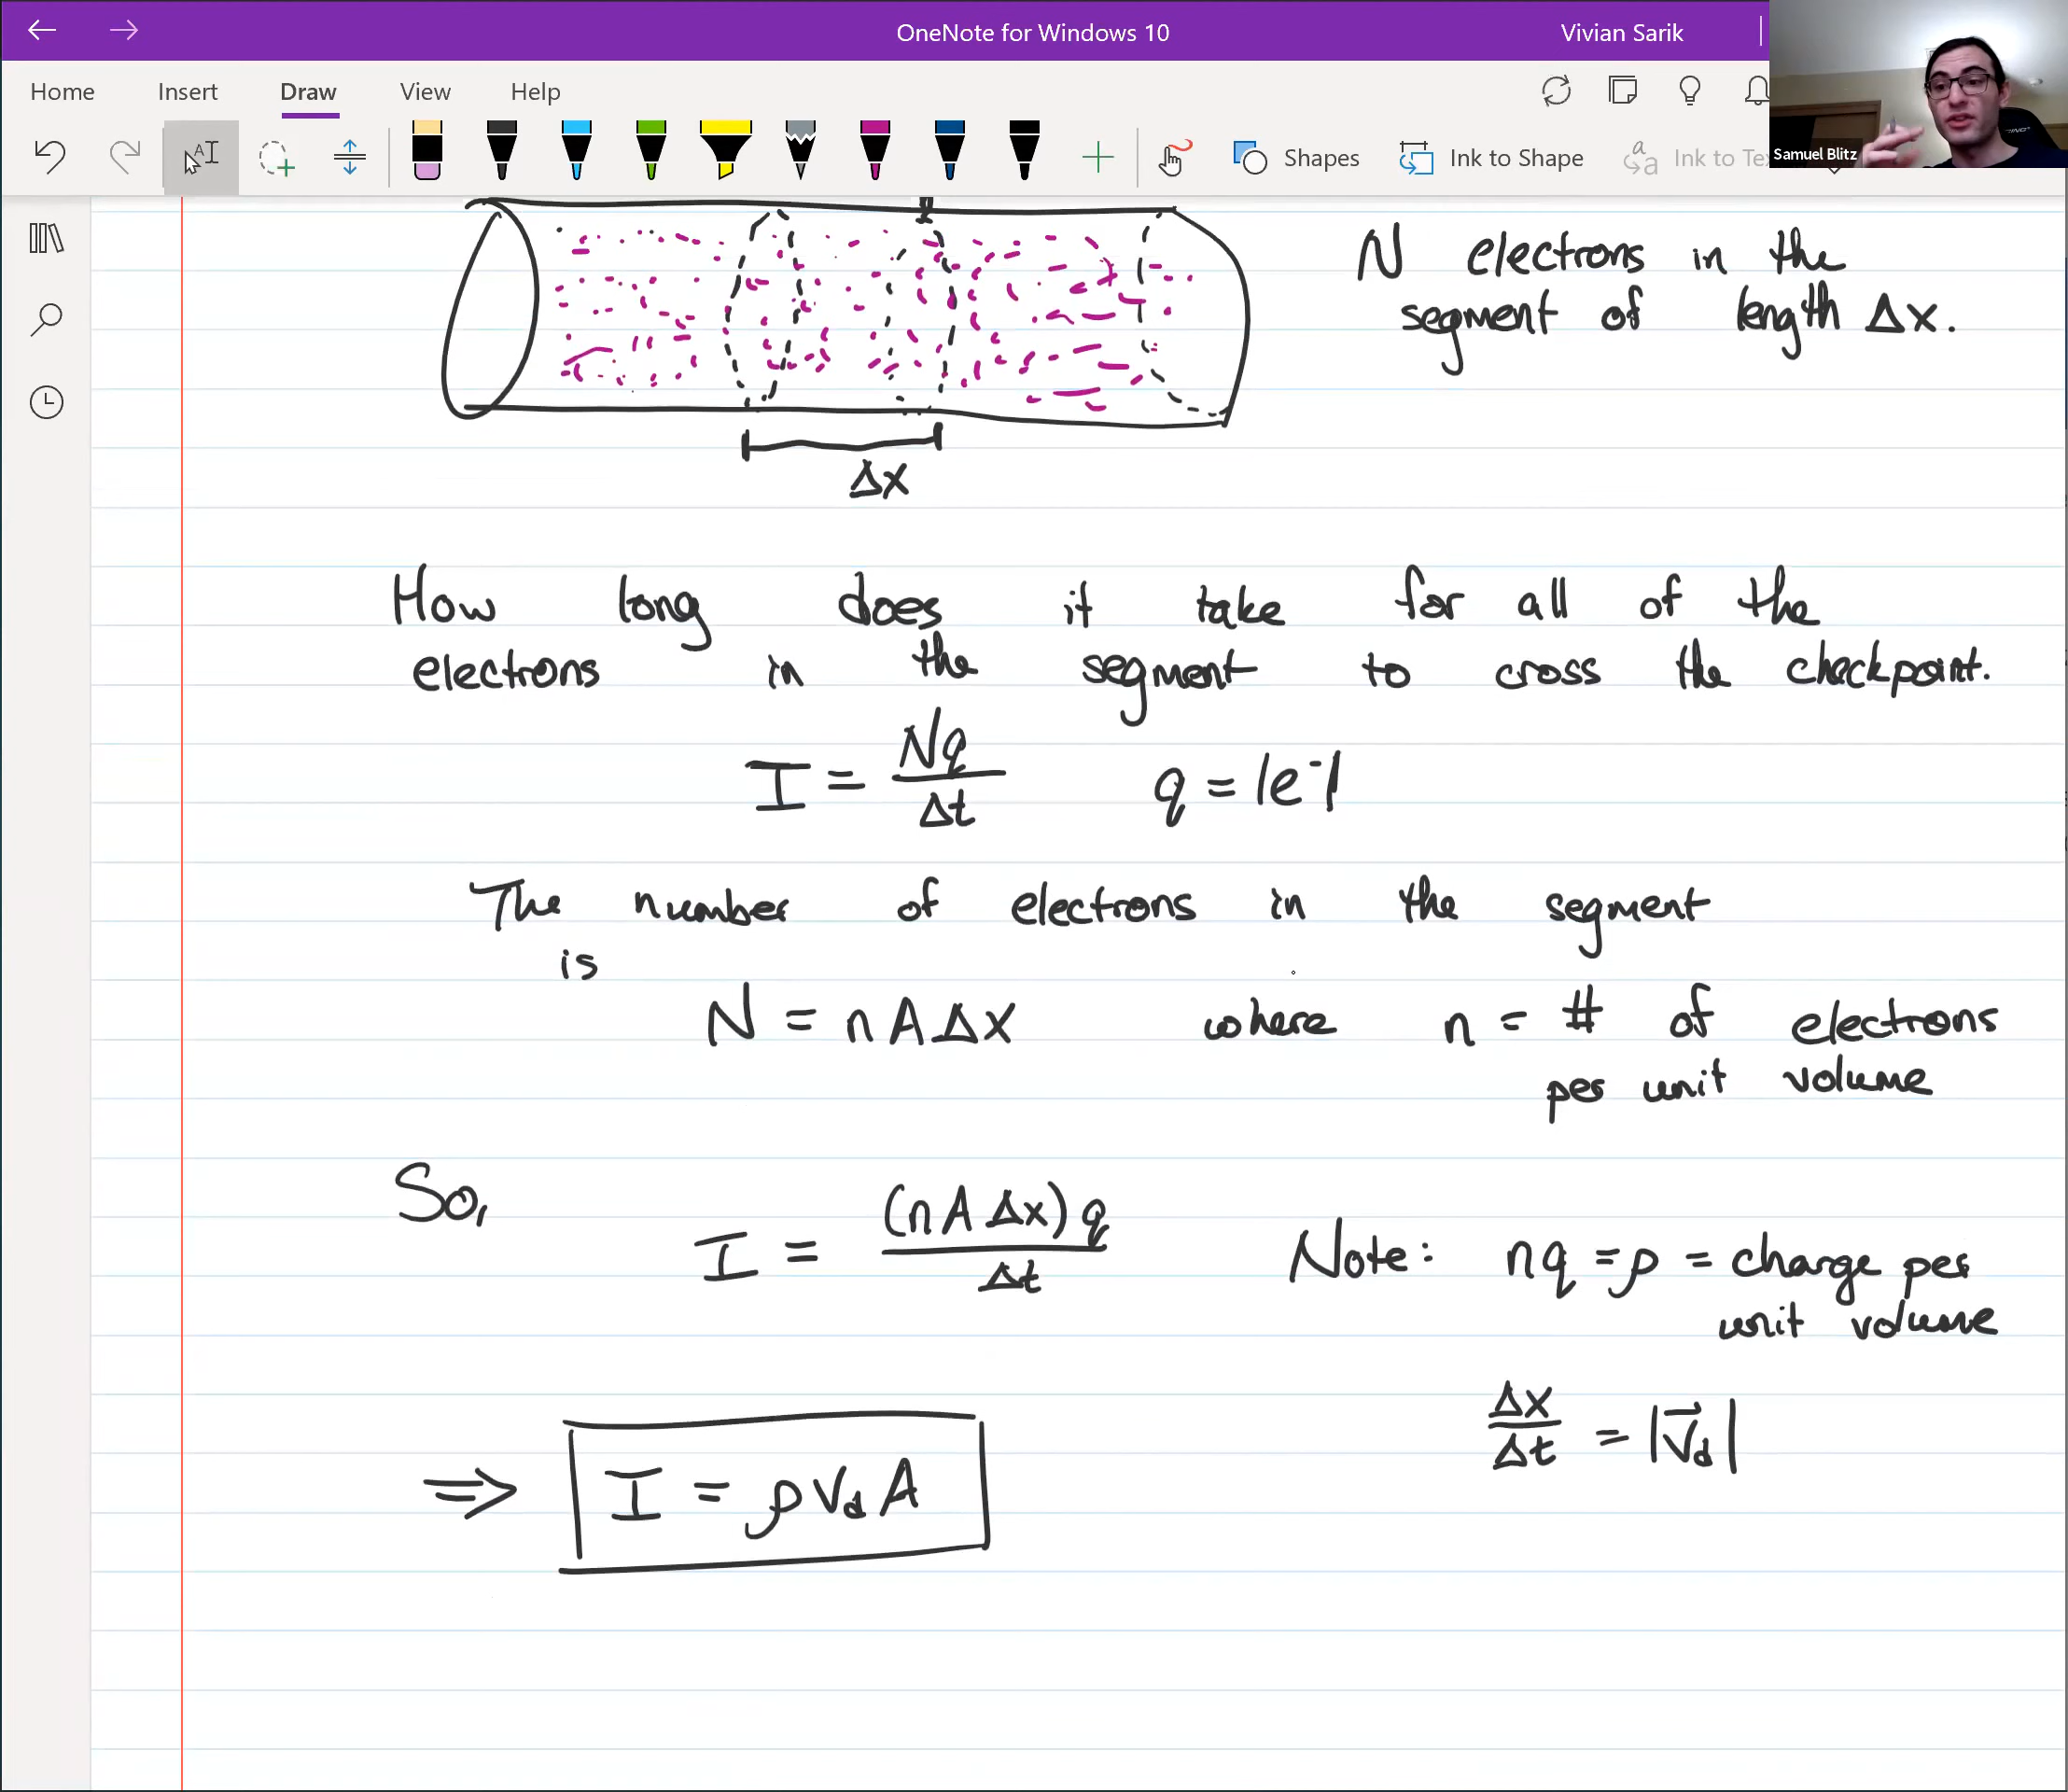 OneNote for Windows 10
Vivian Sarik
Home Insert Draw View Help
Shapes Ink to Shape Ink to Te
Samuel Blitz
N electrons in the
segment of length Δx.
Δx
How long does it take for all of the
electrons in the segment to cross the checkpoint.
I = Nq/Δt q = |e⁻|
The number of electrons in the segment
is
N = nAΔx where n = # of electrons
per unit volume
So,
I = (nAΔx)q/Δt Note: nq = ρ = charge per
unit volume
Δx/Δt = |v⃗d|
⇒ I = ρvdA